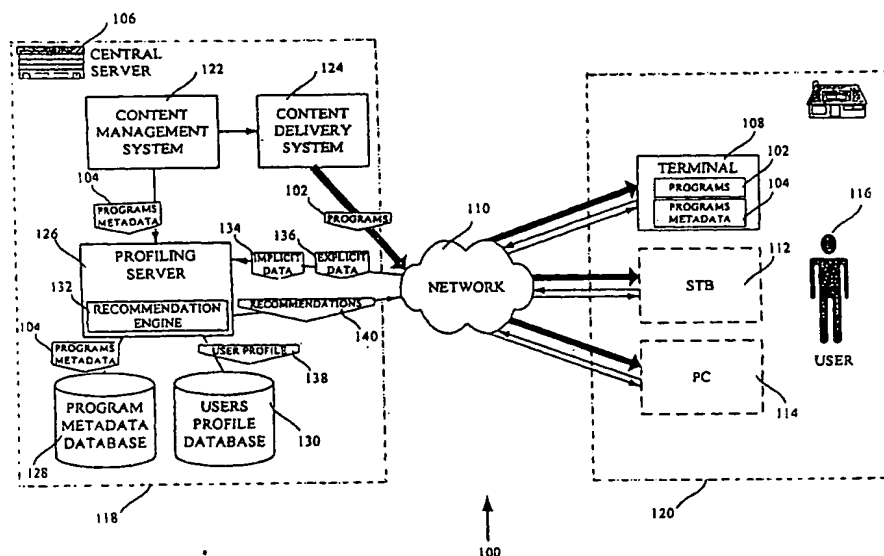 106
CENTRAL
SERVER
122
CONTENT
MANAGEMENT
SYSTEM
124
CONTENT
DELIVERY
SYSTEM
104
PROGRAMS
METADATA
102
PROGRAMS
126
PROFILING
SERVER
132
RECOMMENDATION
ENGINE
134
IMPLICIT
DATA
136
EXPLICIT
DATA
RECOMMENDATIONS
140
104
PROGRAMS
METADATA
USER PROFILE
138
PROGRAM
METADATA
DATABASE
128
USERS
PROFILE
DATABASE
130
118
110
NETWORK
100
108
TERMINAL
102
PROGRAMS
104
PROGRAMS
METADATA
112
STB
PC
114
116
USER
120